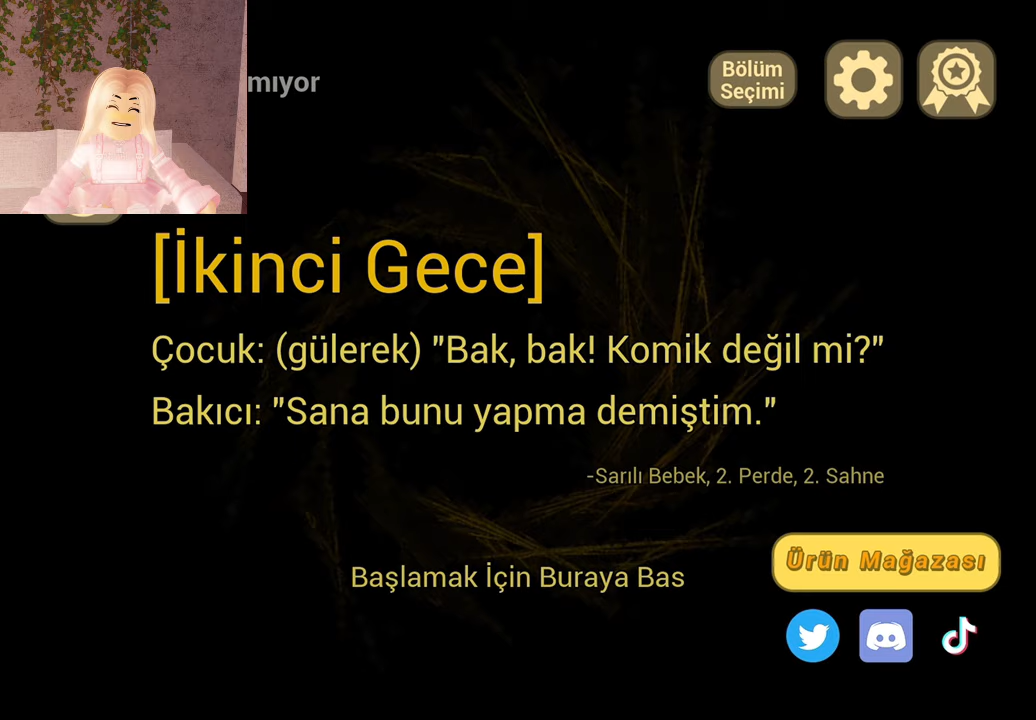 Bölüm
Seçimi
[İkinci Gece]
Çocuk: (gülerek) "Bak, bak! Komik değil mi?"
Bakıcı: "Sana bunu yapma demiştim."
-Sarılı Bebek, 2. Perde, 2. Sahne
Ürün Mağazası
Başlamak İçin Buraya Bas